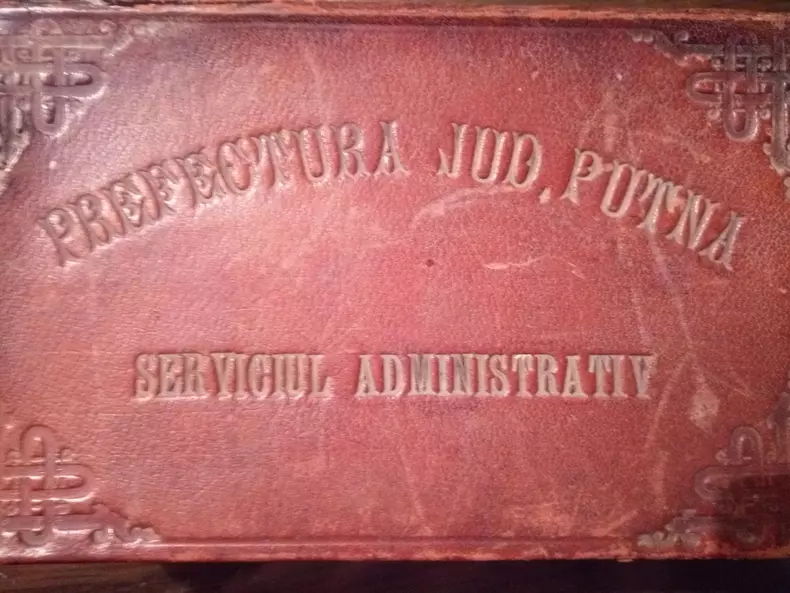 PREFECTURA JUD. PUTNA
SERVICIUL ADMINISTRATIV